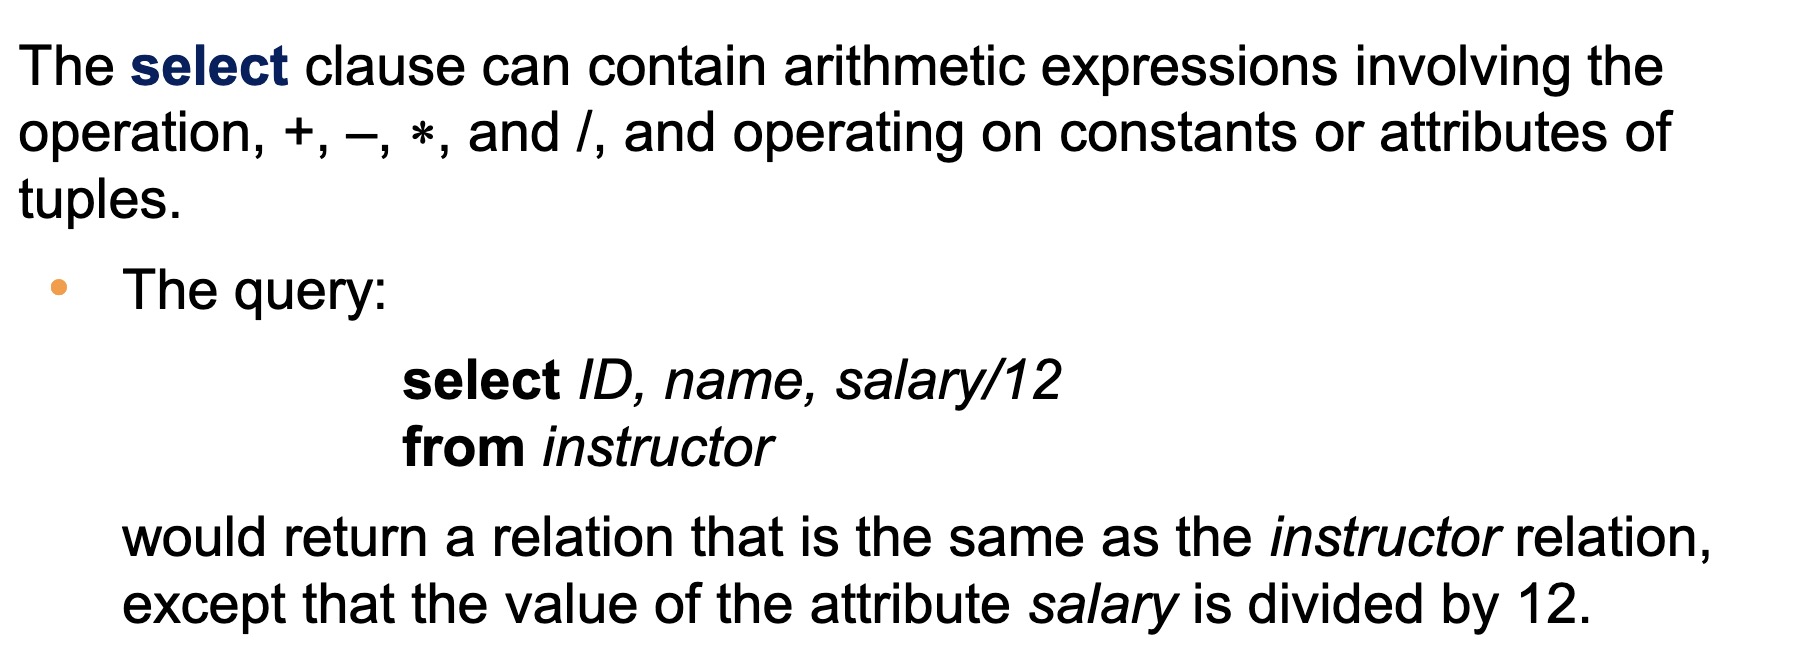 The select clause can contain arithmetic expressions involving the
operation, +, –, *, and /, and operating on constants or attributes of
tuples.
• The query:
select ID, name, salary/12
from instructor
would return a relation that is the same as the instructor relation,
except that the value of the attribute salary is divided by 12.